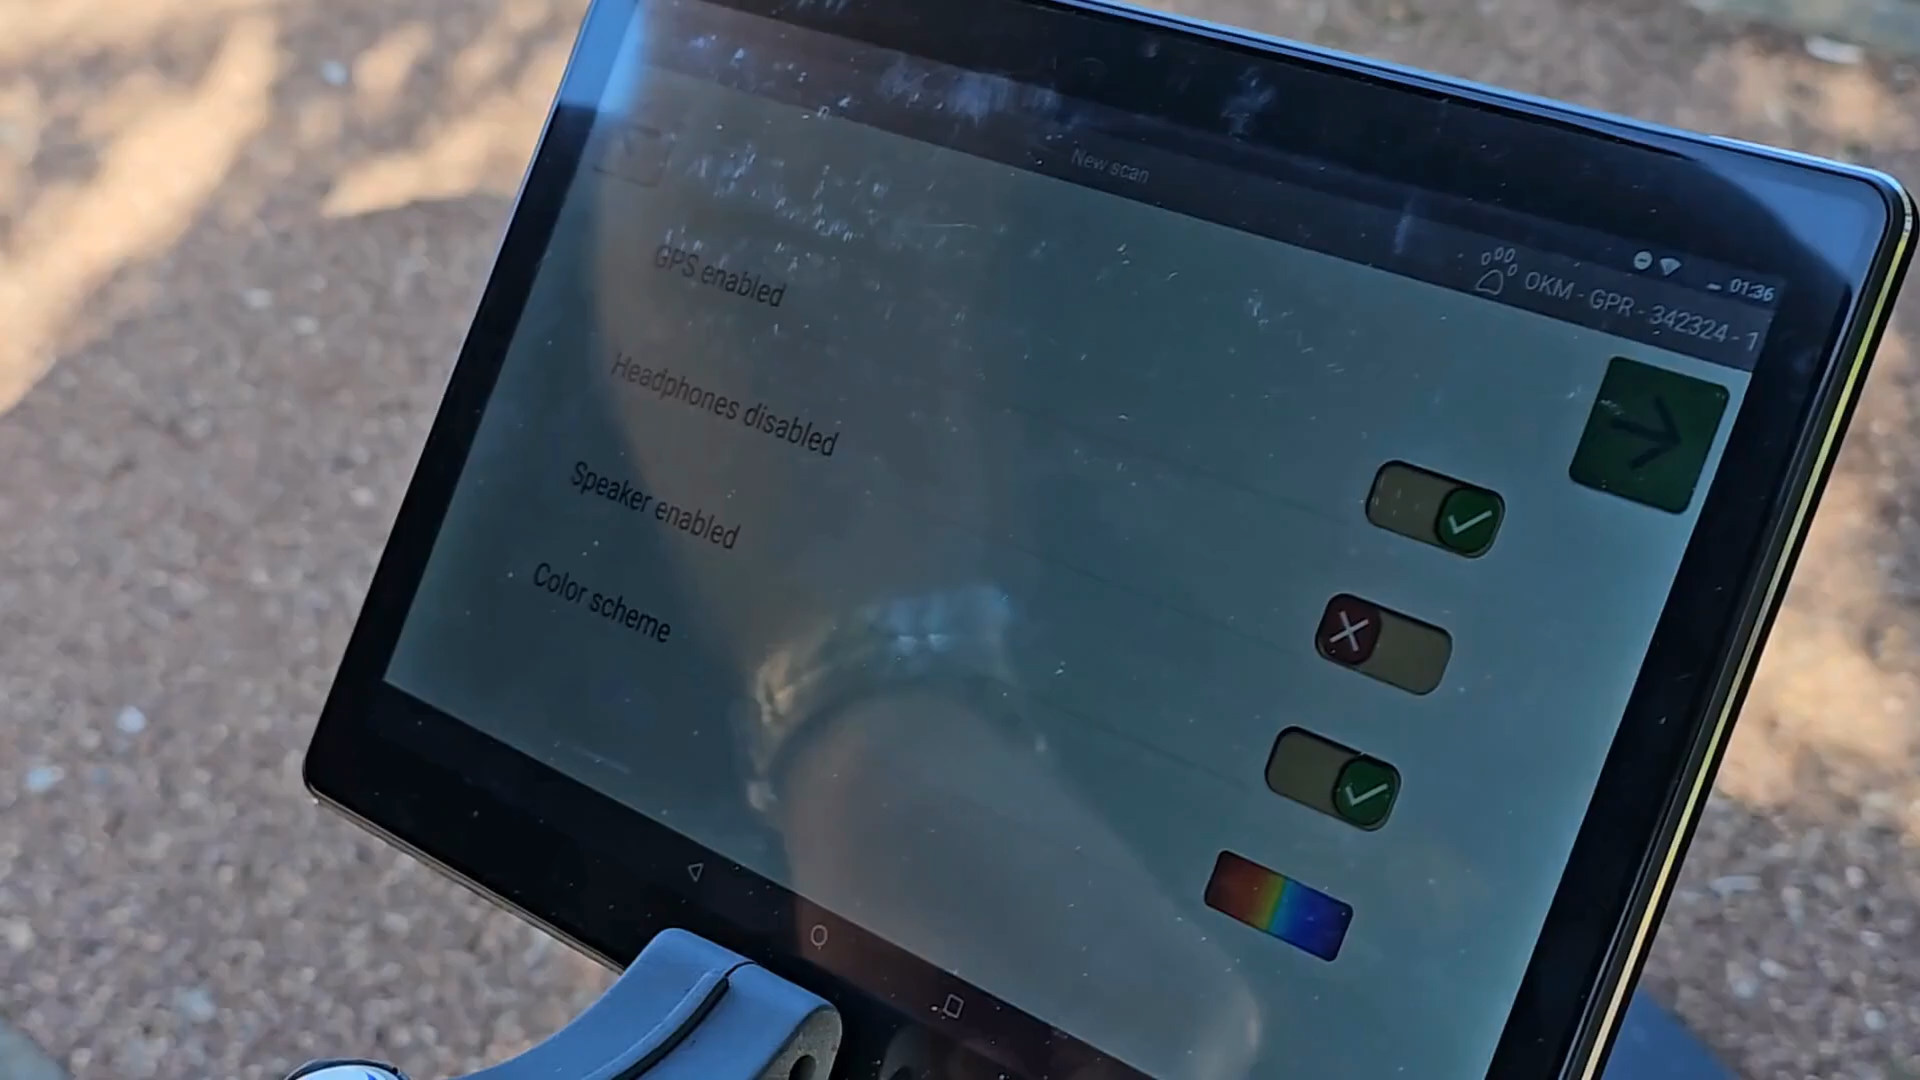 New scan
01:36
OKM - GPR - 342324 - 1
GPS enabled
Headphones disabled
Speaker enabled
Color scheme